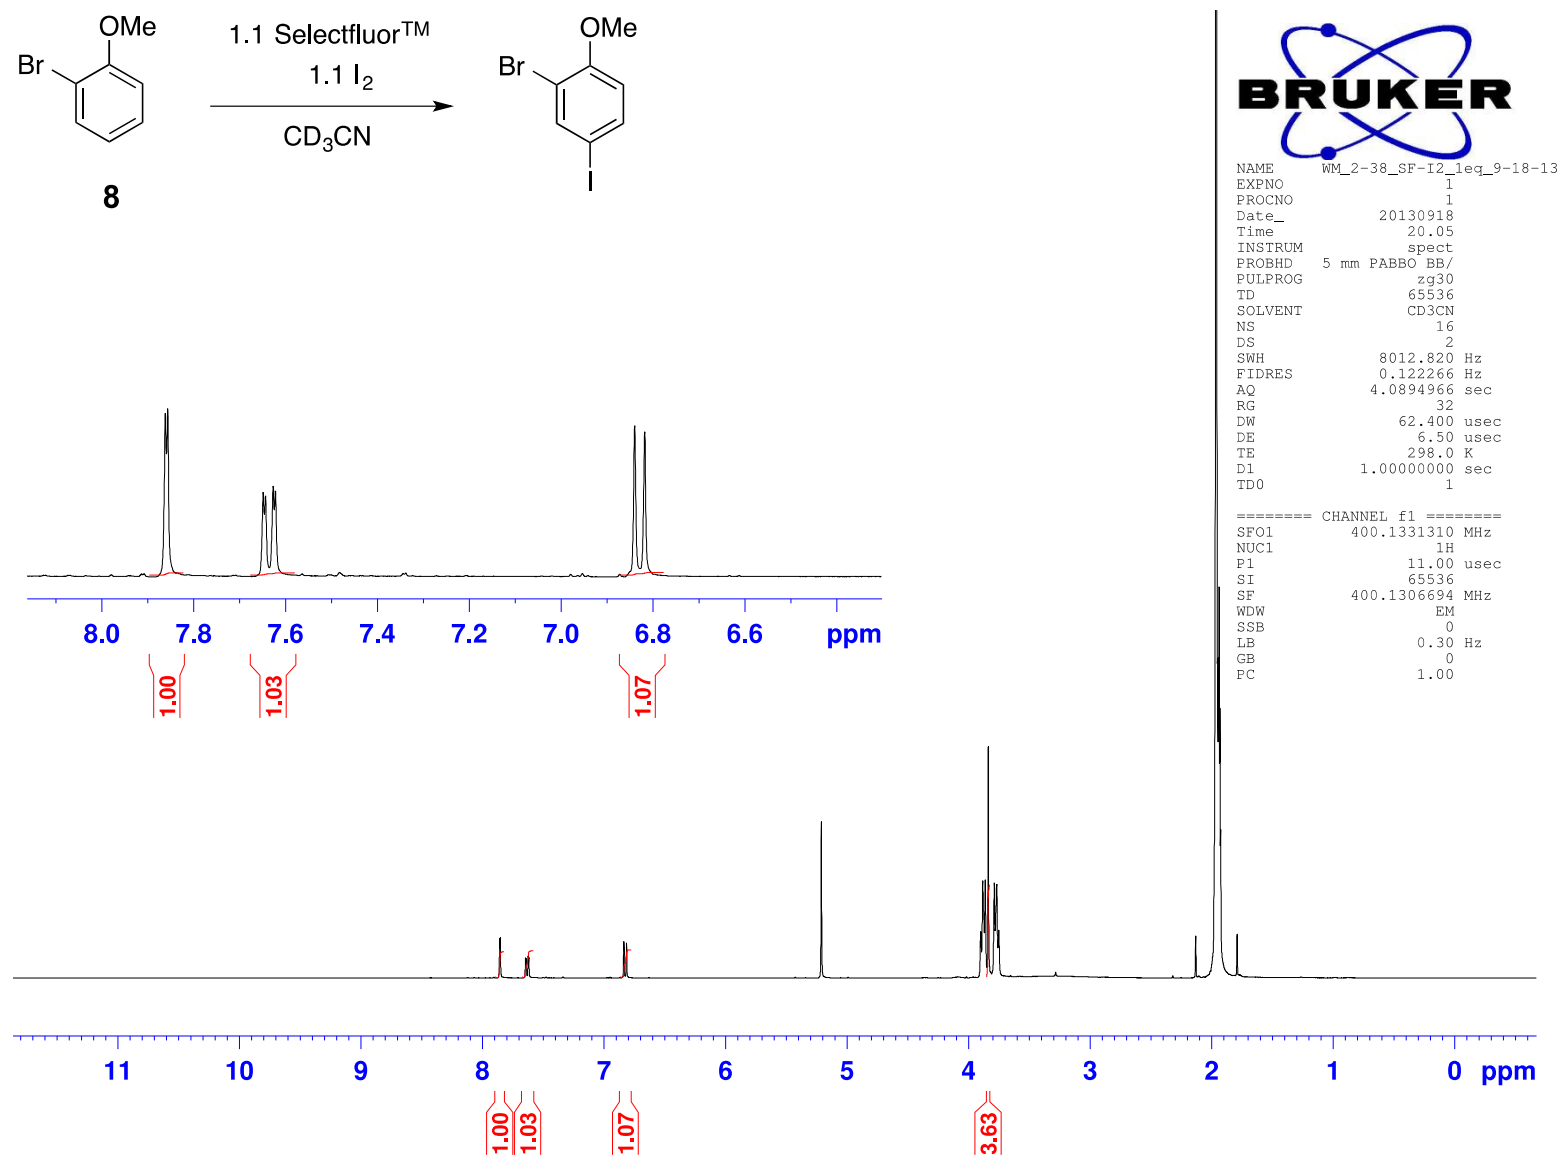 OMe
Br
8
1.1 Selectfluor™
1.1 I2
CD3CN
OMe
Br
I
BRUKER
NAME WM_2-38_SF-I2_1eq_9-18-13
EXPNO 1
PROCNO 1
Date_ 20130918
Time 20.05
INSTRUM spect
PROBHD 5 mm PABBO BB/
PULPROG zg30
TD 65536
SOLVENT CD3CN
NS 16
DS 2
SWH 8012.820 Hz
FIDRES 0.122266 Hz
AQ 4.0894966 sec
RG 32
DW 62.400 usec
DE 6.50 usec
TE 298.0 K
D1 1.00000000 sec
TD0 1
======== CHANNEL f1 ========
SFO1 400.1331310 MHz
NUC1 1H
P1 11.00 usec
SI 65536
SF 400.1306694 MHz
WDW EM
SSB 0
LB 0.30 Hz
GB 0
PC 1.00
8.0 7.8 7.6 7.4 7.2 7.0 6.8 6.6 ppm
1.00 1.03 1.07
11 10 9 8 7 6 5 4 3 2 1 0 ppm
1.00 1.03 1.07 3.63